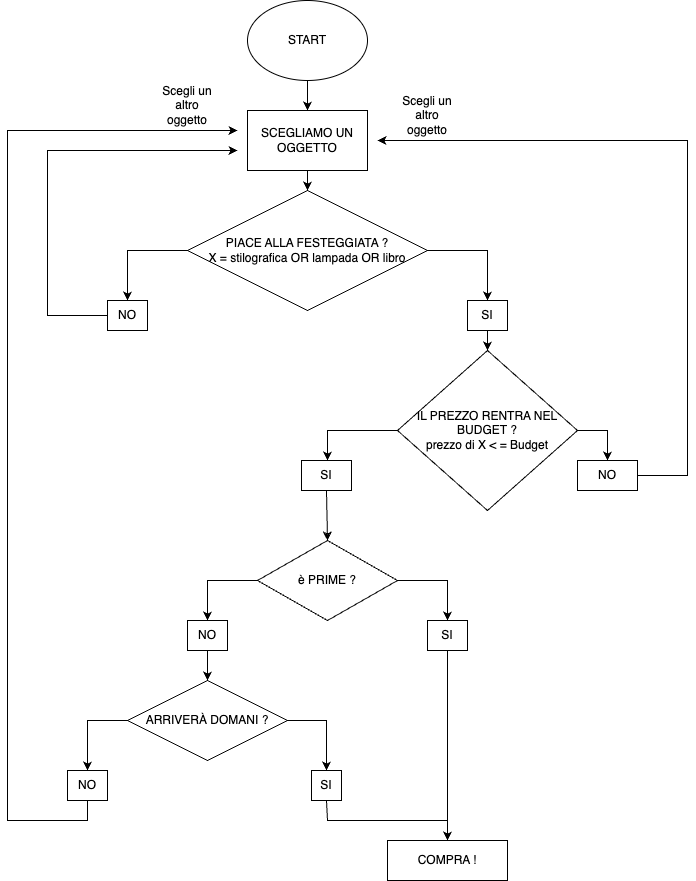 START
Scegli un
altro
oggetto
Scegli un
altro
oggetto
SCEGLIAMO UN
OGGETTO
PIACE ALLA FESTEGGIATA ?
X = stilografica OR lampada OR libro
NO
SI
IL PREZZO RENTRA NEL
BUDGET ?
prezzo di X < = Budget
SI
NO
è PRIME ?
NO
SI
ARRIVERÀ DOMANI ?
NO
SI
COMPRA !